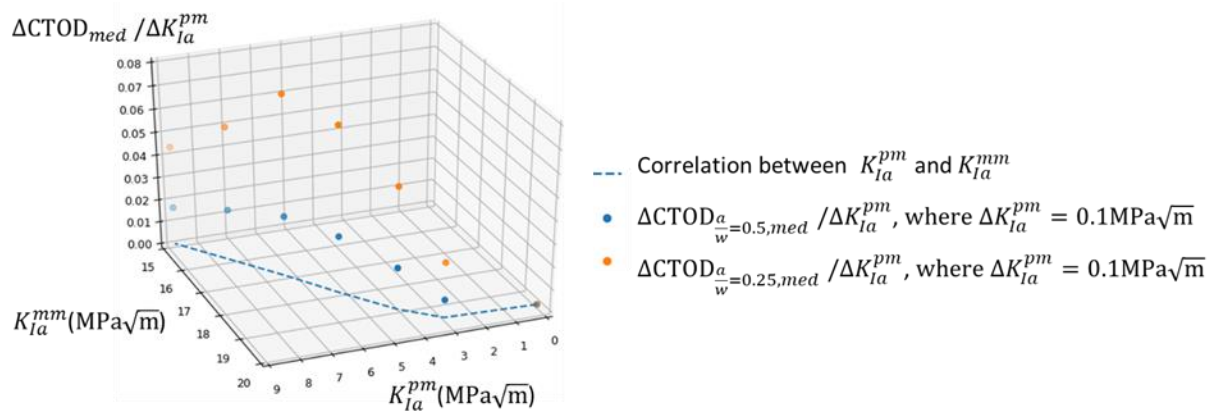 ΔCTOD_med / ΔK_Ia^pm
0.08
0.07
0.06
0.05
0.04
0.03
0.02
0.01
0.00
15
16
17
18
19
20
K_Ia^mm(MPa√m)
9 8 7 6 5 4 3 2 1 0
K_Ia^pm(MPa√m)
Correlation between K_Ia^pm and K_Ia^mm
ΔCTOD_{a/w=0.5,med} / ΔK_Ia^pm, where ΔK_Ia^pm = 0.1MPa√m
ΔCTOD_{a/w=0.25,med} / ΔK_Ia^pm, where ΔK_Ia^pm = 0.1MPa√m